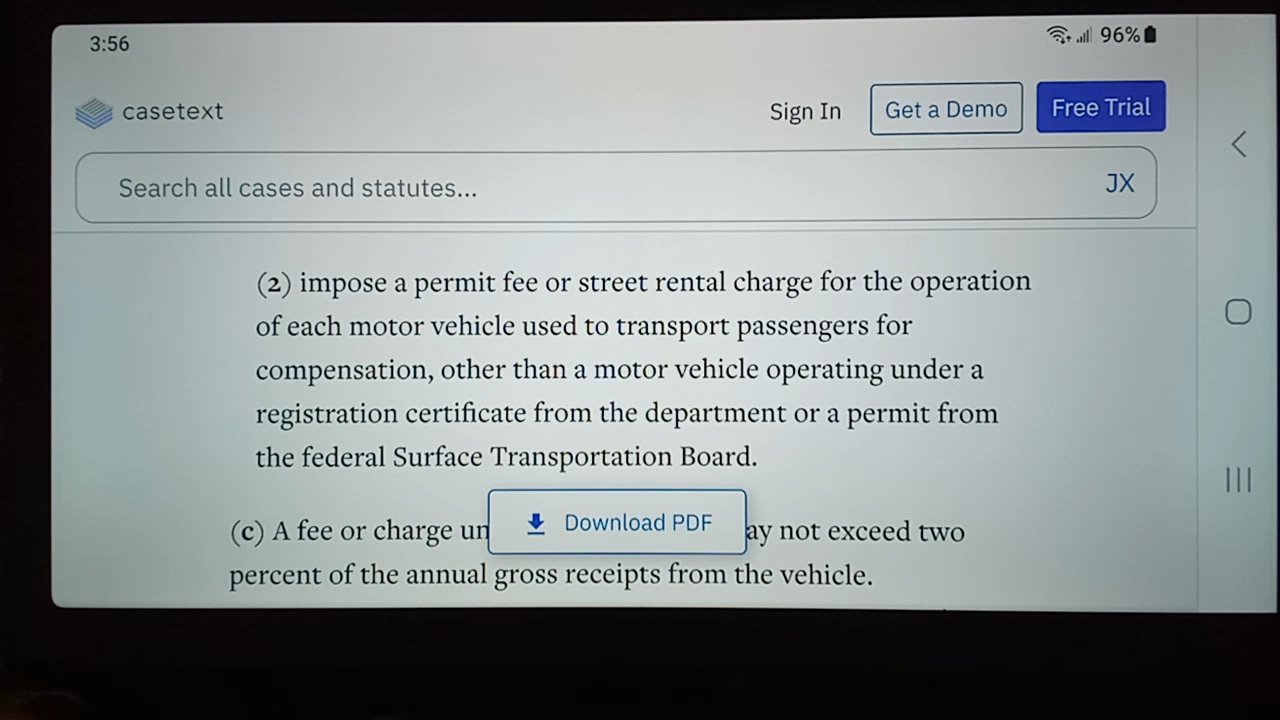 3:56
96%
casetext
Sign In
Get a Demo
Free Trial
Search all cases and statutes...
JX
(2) impose a permit fee or street rental charge for the operation
of each motor vehicle used to transport passengers for
compensation, other than a motor vehicle operating under a
registration certificate from the department or a permit from
the federal Surface Transportation Board.
(c) A fee or charge un
Download PDF
ay not exceed two
percent of the annual gross receipts from the vehicle.